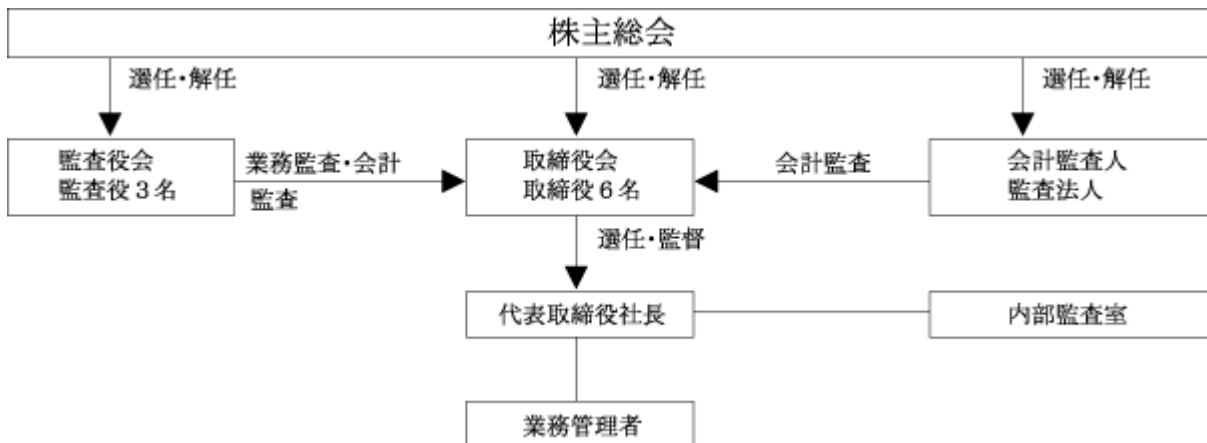 株主総会
選任・解任
選任・解任
選任・解任
監査役会
監査役3名
業務監査・会計
監査
取締役会
取締役6名
会計監査
会計監査人
監査法人
選任・監督
代表取締役社長
内部監査室
業務管理者